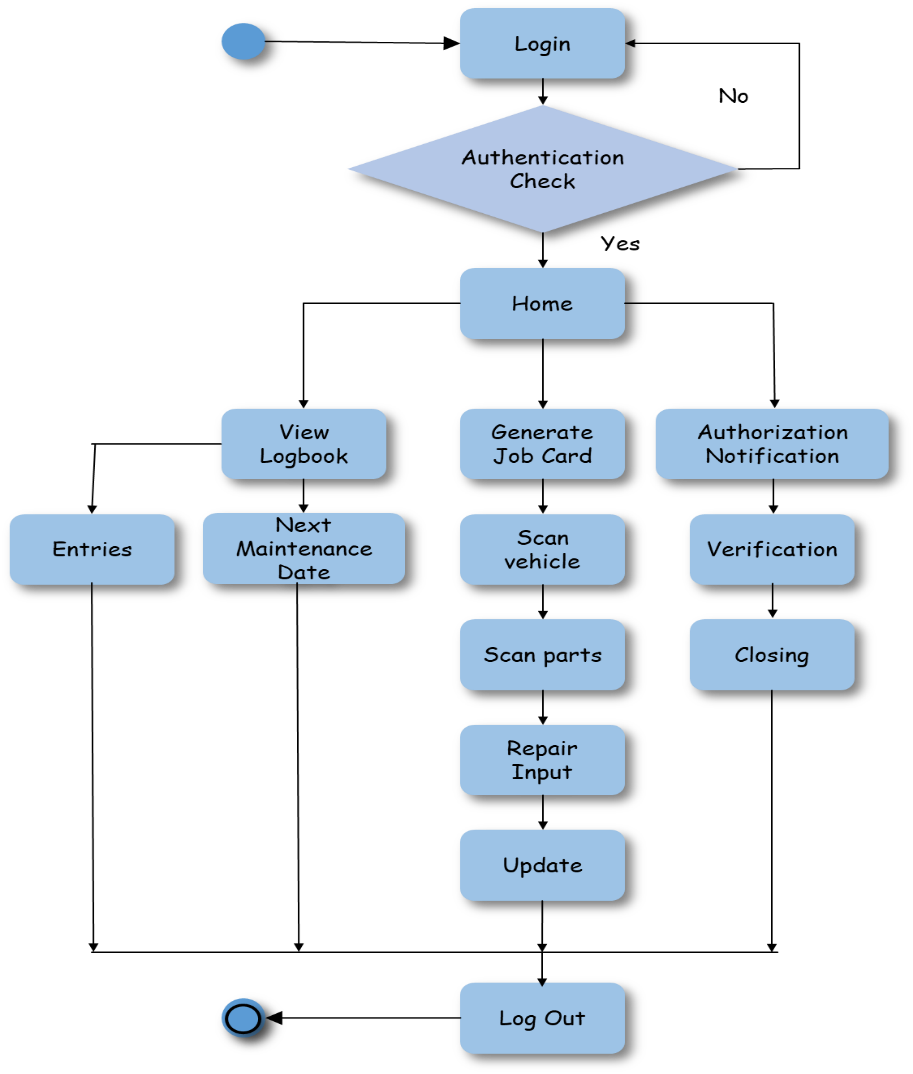 Login
No
Authentication
Check
Yes
Home
View
Logbook
Generate
Job Card
Authorization
Notification
Entries
Next
Maintenance
Date
Scan
vehicle
Verification
Scan parts
Closing
Repair
Input
Update
Log Out